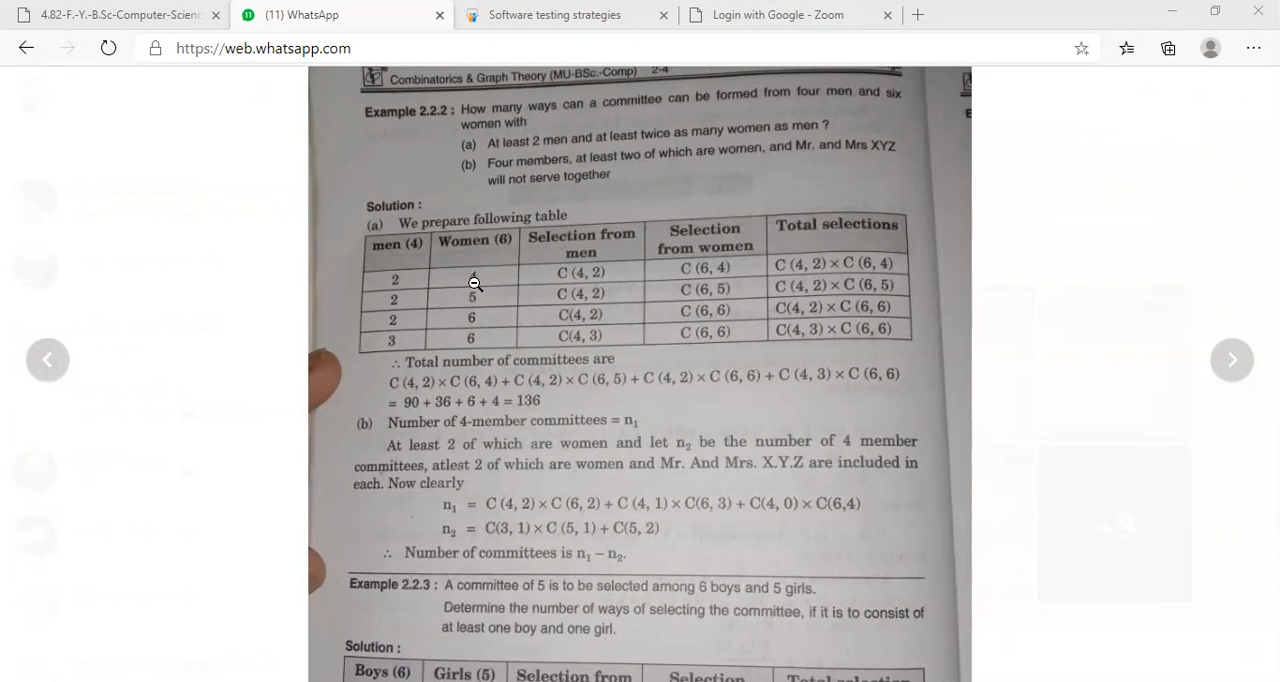 4.82-F.-Y.-B.Sc-Computer-Scienc
(11) WhatsApp
Software testing strategies
Login with Google - Zoom
https://web.whatsapp.com
Combinatorics & Graph Theory (MU-BSc.-Comp) 2-4
Example 2.2.2 : How many ways can a committee can be formed from four men and six
women with
(a) At least 2 men and at least twice as many women as men ?
(b) Four members, at least two of which are women, and Mr. and Mrs XYZ
will not serve together
Solution :
(a) We prepare following table
men (4) Women (6) Selection from men Selection from women Total selections
2 C (4, 2) C (6, 4) C (4, 2) × C (6, 4)
2 5 C (4, 2) C (6, 5) C (4, 2) × C (6, 5)
2 6 C(4, 2) C (6, 6) C(4, 2) × C (6, 6)
3 6 C(4, 3) C (6, 6) C(4, 3) × C (6, 6)
∴ Total number of committees are
C (4, 2) × C (6, 4) + C (4, 2) × C (6, 5) + C (4, 2) × C (6, 6) + C (4, 3) × C (6, 6)
= 90 + 36 + 6 + 4 = 136
(b) Number of 4-member committees = n₁
At least 2 of which are women and let n₂ be the number of 4 member
committees, atlest 2 of which are women and Mr. And Mrs. X.Y.Z are included in
each. Now clearly
n₁ = C (4, 2) × C (6, 2) + C (4, 1) × C(6, 3) + C(4, 0) × C(6,4)
n₂ = C(3, 1) × C (5, 1) + C(5, 2)
∴ Number of committees is n₁ – n₂.
Example 2.2.3 : A committee of 5 is to be selected among 6 boys and 5 girls.
Determine the number of ways of selecting the committee, if it is to consist of
at least one boy and one girl.
Solution :
Boys (6) Girls (5) Selection from Selection Total selection